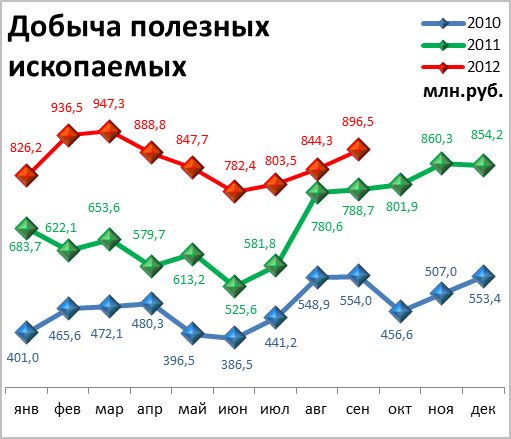 Добыча полезных
ископаемых
2010
2011
2012
млн.руб.
826,2 936,5 947,3 888,8 847,7 782,4 803,5 844,3 896,5
683,7 622,1 653,6 579,7 613,2 525,6 581,8 780,6 788,7 801,9 860,3 854,2
401,0 465,6 472,1 480,3 396,5 386,5 441,2 548,9 554,0 456,6 507,0 553,4
янв фев мар апр май июн июл авг сен окт ноя дек